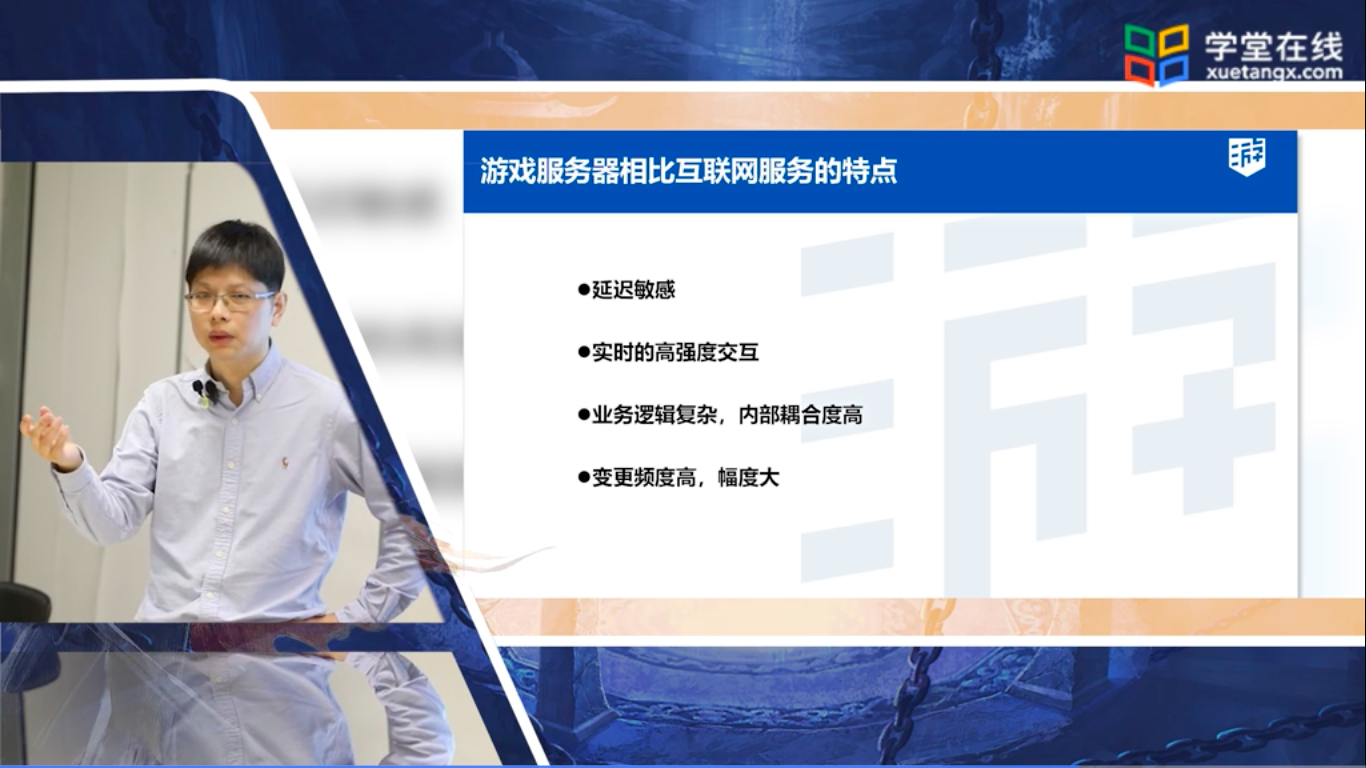 学堂在线
xuetangx.com
游戏服务器相比互联网服务的特点
●延迟敏感
●实时的高强度交互
●业务逻辑复杂，内部耦合度高
●变更频度高，幅度大